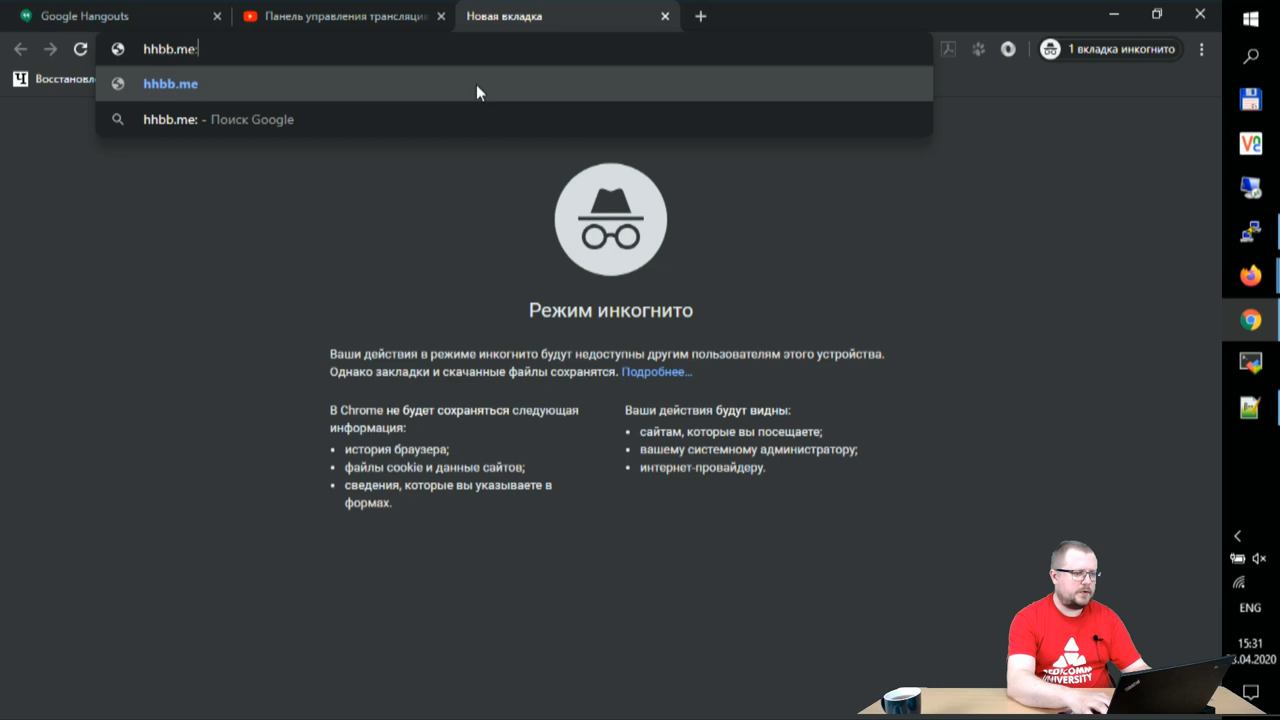 Google Hangouts
Панель управления трансляци
Новая вкладка
hhbb.me:
1 вкладка инкогнито
Восстановл
hhbb.me
hhbb.me: - Поиск Google
Режим инкогнито
Ваши действия в режиме инкогнито будут недоступны другим пользователям этого устройства.
Однако закладки и скачанные файлы сохранятся. Подробнее...
В Chrome не будет сохраняться следующая
информация:
• история браузера;
• файлы cookie и данные сайтов;
• сведения, которые вы указываете в
формах.
Ваши действия будут видны:
• сайтам, которые вы посещаете;
• вашему системному администратору;
• интернет-провайдеру.
ENG
15:31
3.04.2020
UNIVERSITY